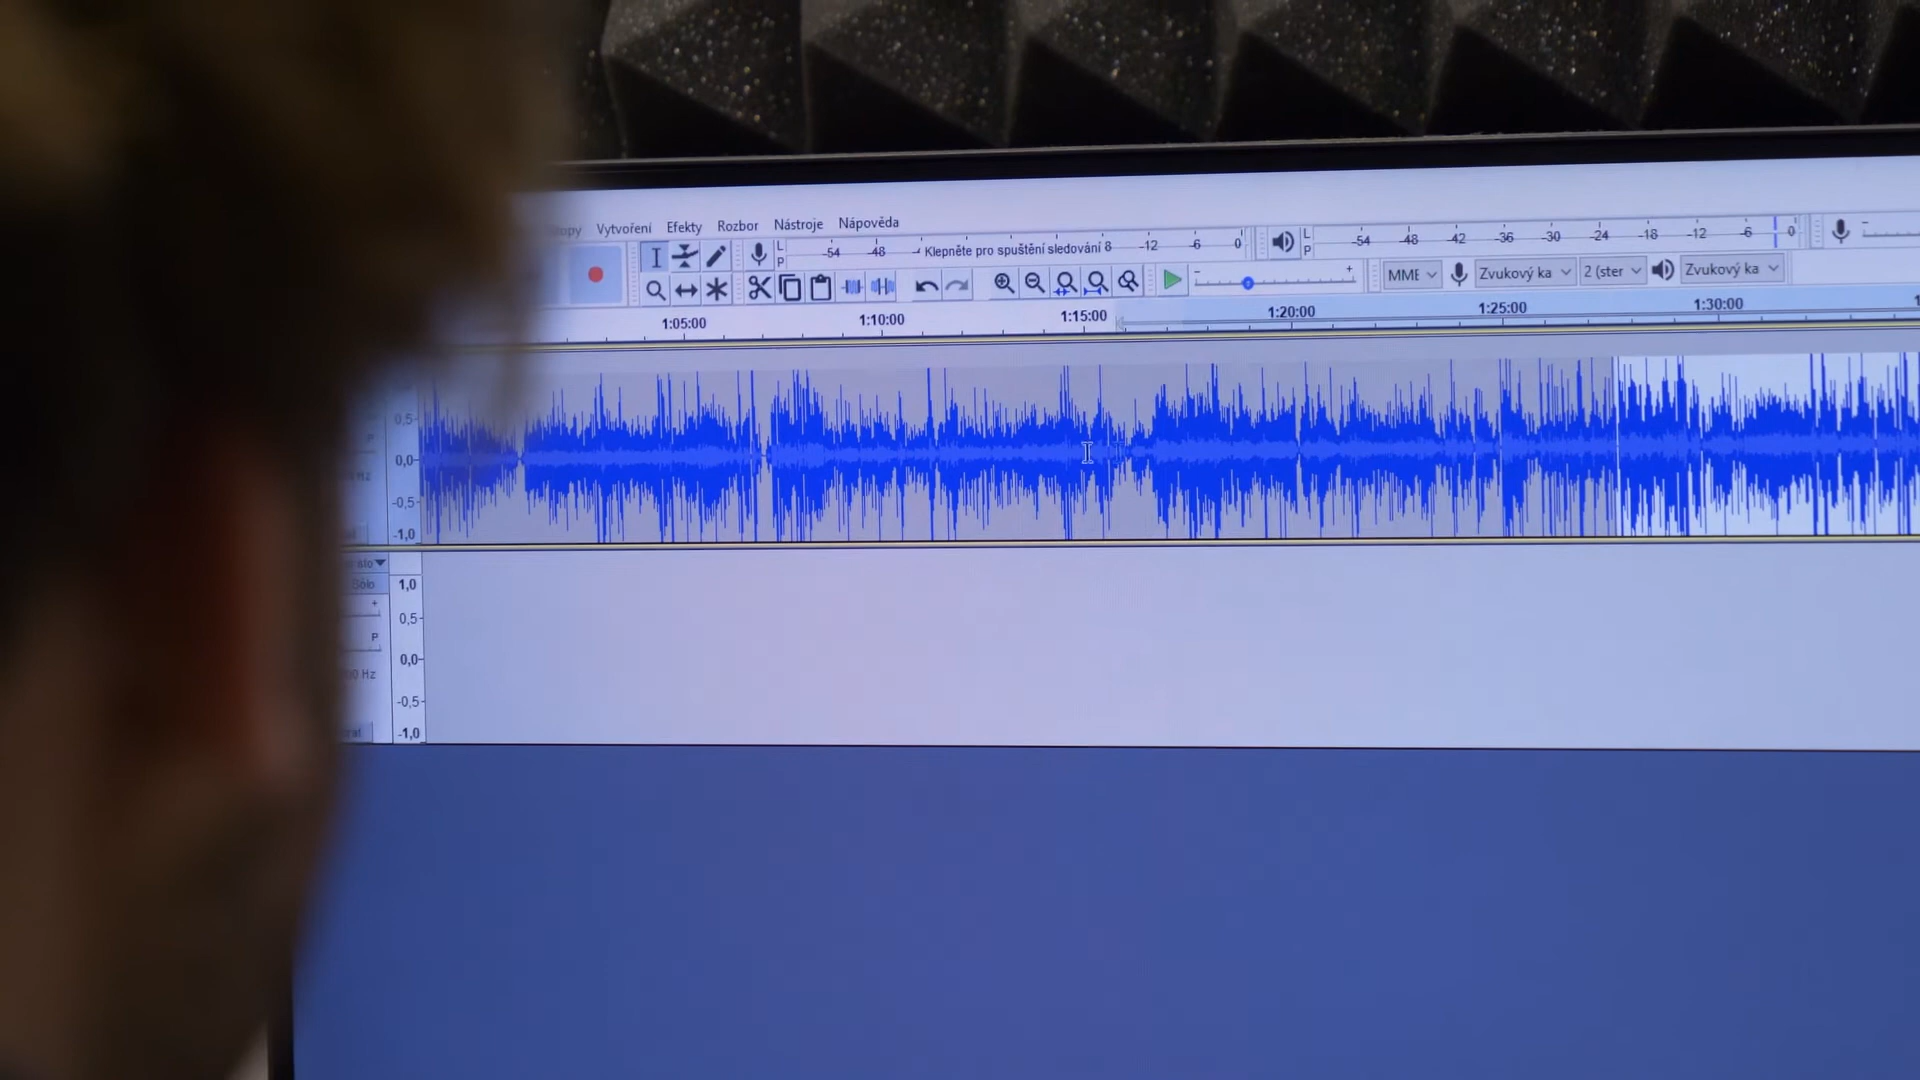 Vytvoření Efekty Rozbor Nástroje Nápověda
L
P
-54 -48 Klepněte pro spuštění sledování 8 -12 -6 0
L
P
-54 -48 -42 -36 -30 -24 -18 -12 -6 0
MME Zvukový ka 2 (ster Zvukový ka
1:05:00 1:10:00 1:15:00 1:20:00 1:25:00 1:30:00
0,5
0,0
-0,5
-1,0
Sólo
1,0
0,5
P
0,0
Hz
-0,5
-1,0